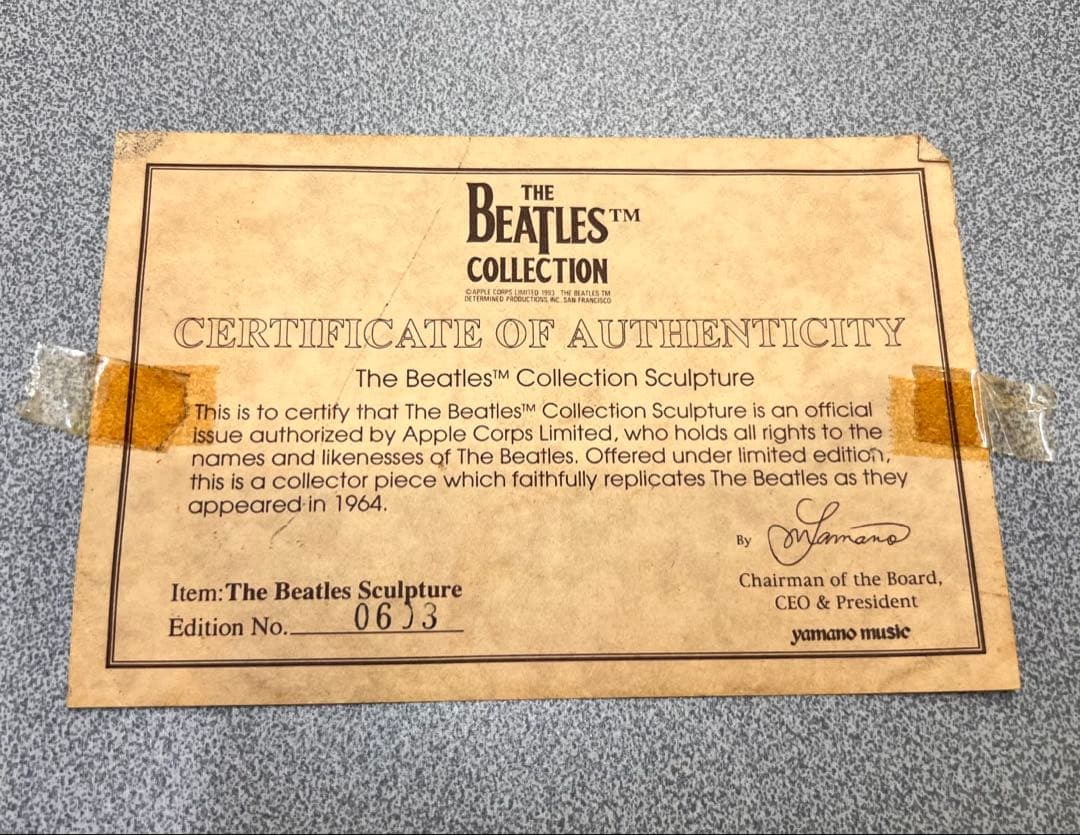 THE
BEATLES™
COLLECTION
©APPLE CORPS LIMITED 1993 THE BEATLES TM
DETERMINED PRODUCTIONS, INC. SAN FRANCISCO
CERTIFICATE OF AUTHENTICITY
The Beatles™ Collection Sculpture
This is to certify that The Beatles™ Collection Sculpture is an official
issue authorized by Apple Corps Limited, who holds all rights to the
names and likenesses of The Beatles. Offered under limited edition,
this is a collector piece which faithfully replicates The Beatles as they
appeared in 1964.
By Yamano
Chairman of the Board,
CEO & President
yamano music
Item: The Beatles Sculpture
Edition No.